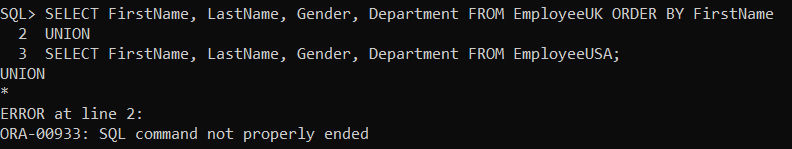 SQL> SELECT FirstName, LastName, Gender, Department FROM EmployeeUK ORDER BY FirstName
2 UNION
3 SELECT FirstName, LastName, Gender, Department FROM EmployeeUSA;
UNION
*
ERROR at line 2:
ORA-00933: SQL command not properly ended